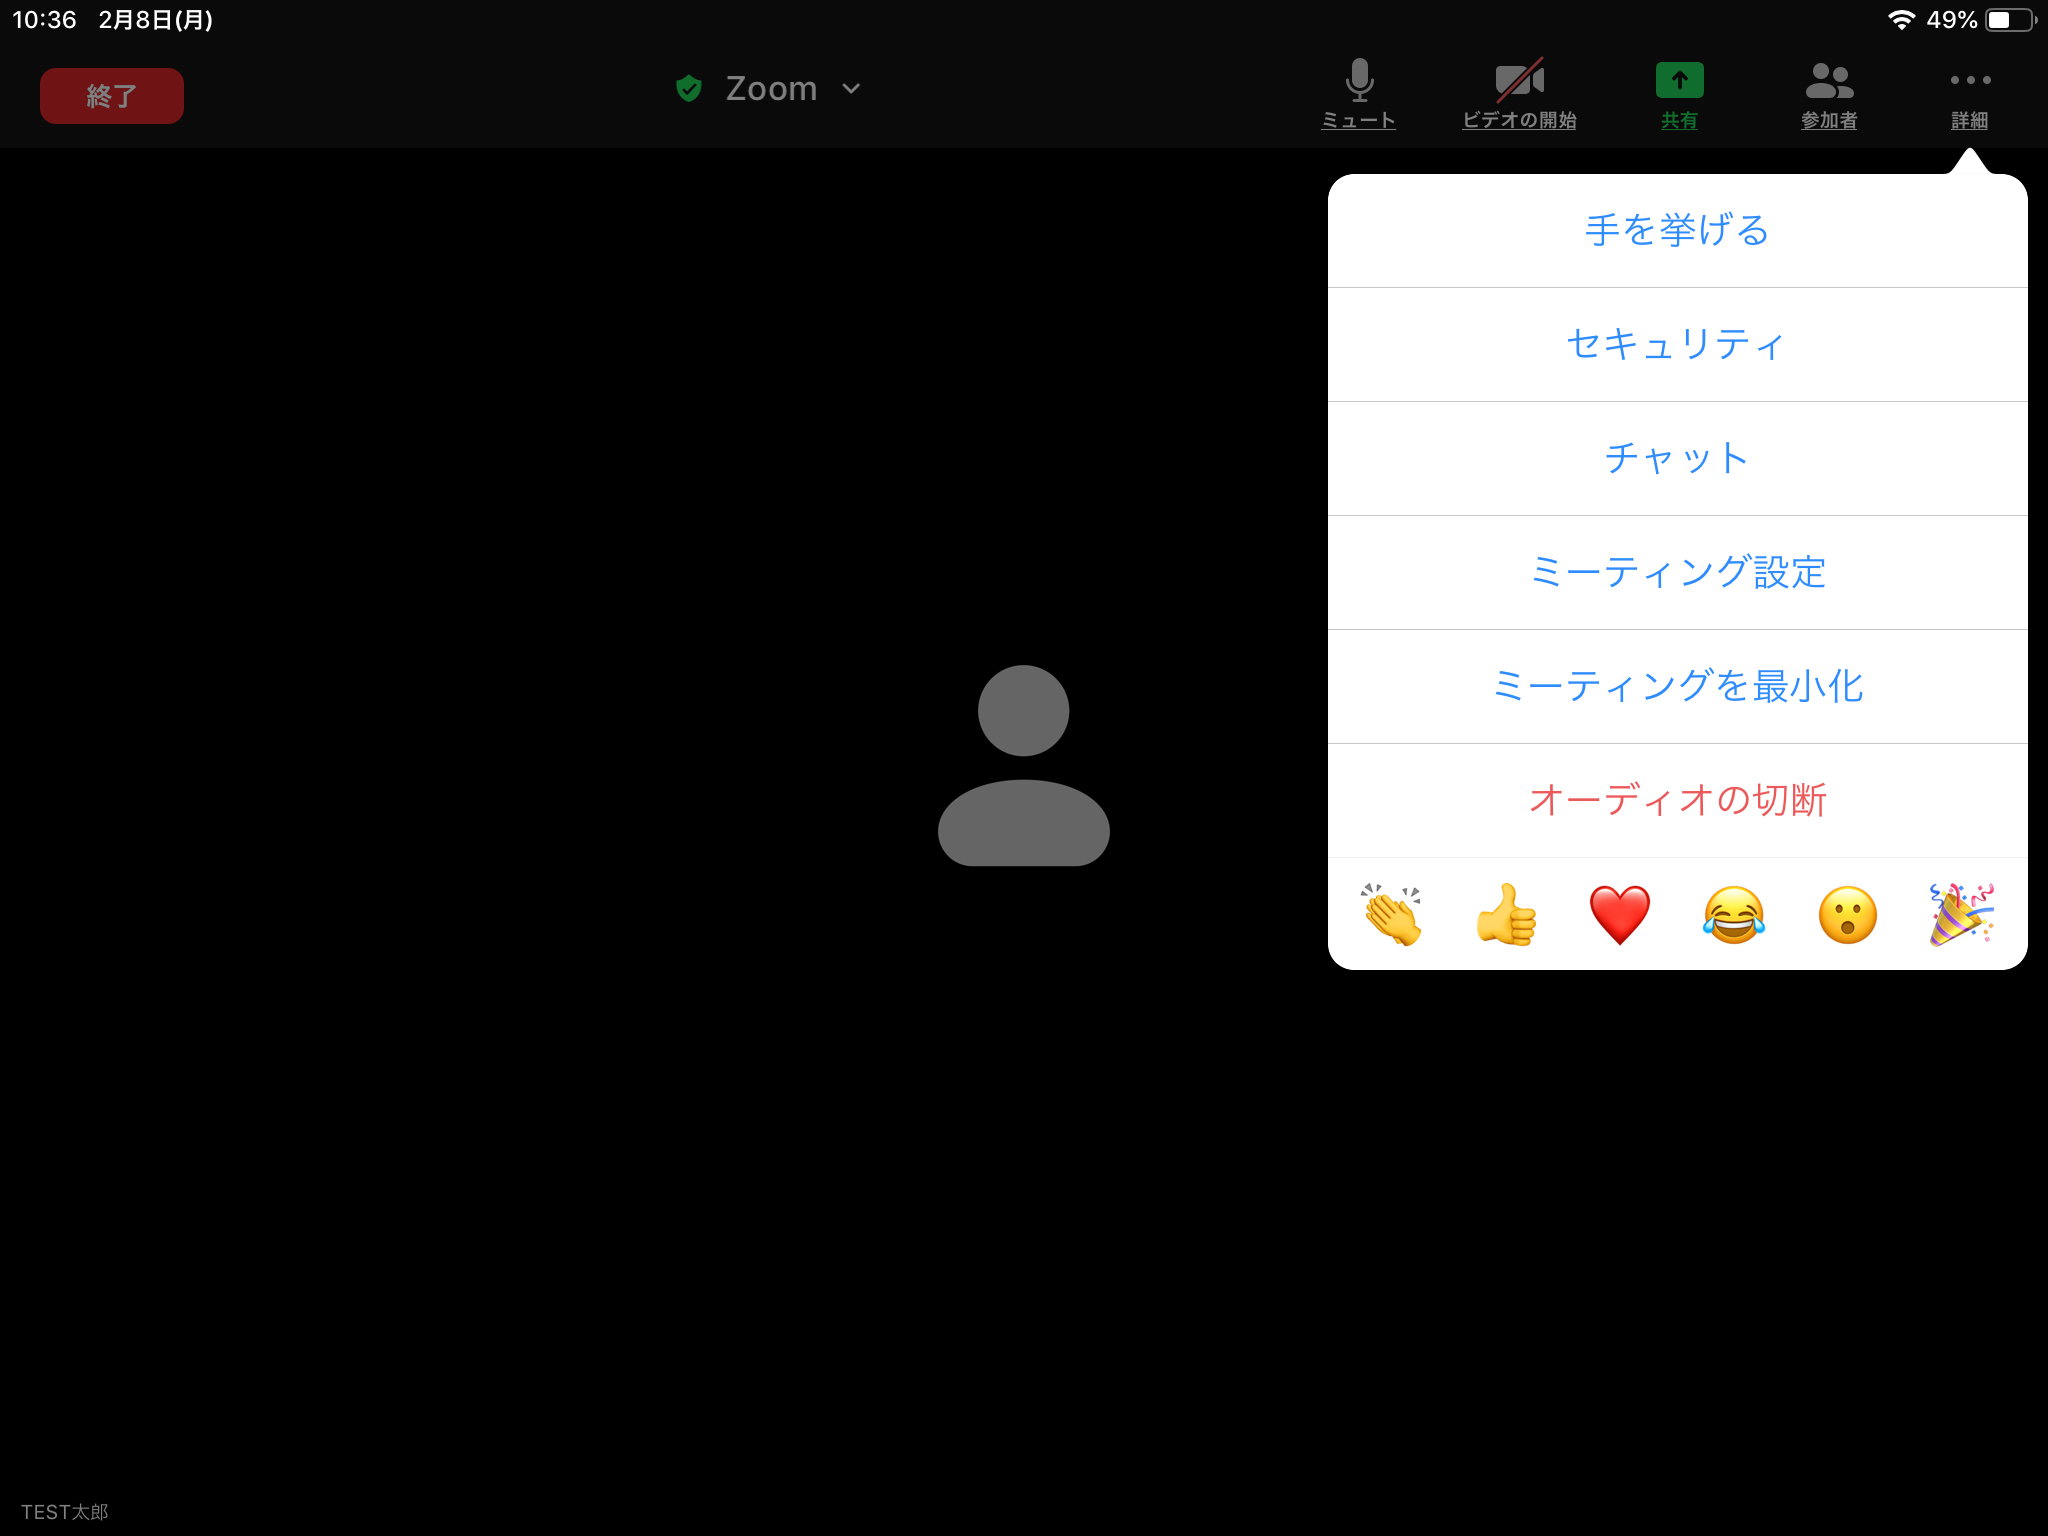 10:36 2月8日(月)
49%
終了
Zoom
ミュート
ビデオの開始
共有
参加者
詳細
手を挙げる
セキュリティ
チャット
ミーティング設定
ミーティングを最小化
オーディオの切断
TEST太郎